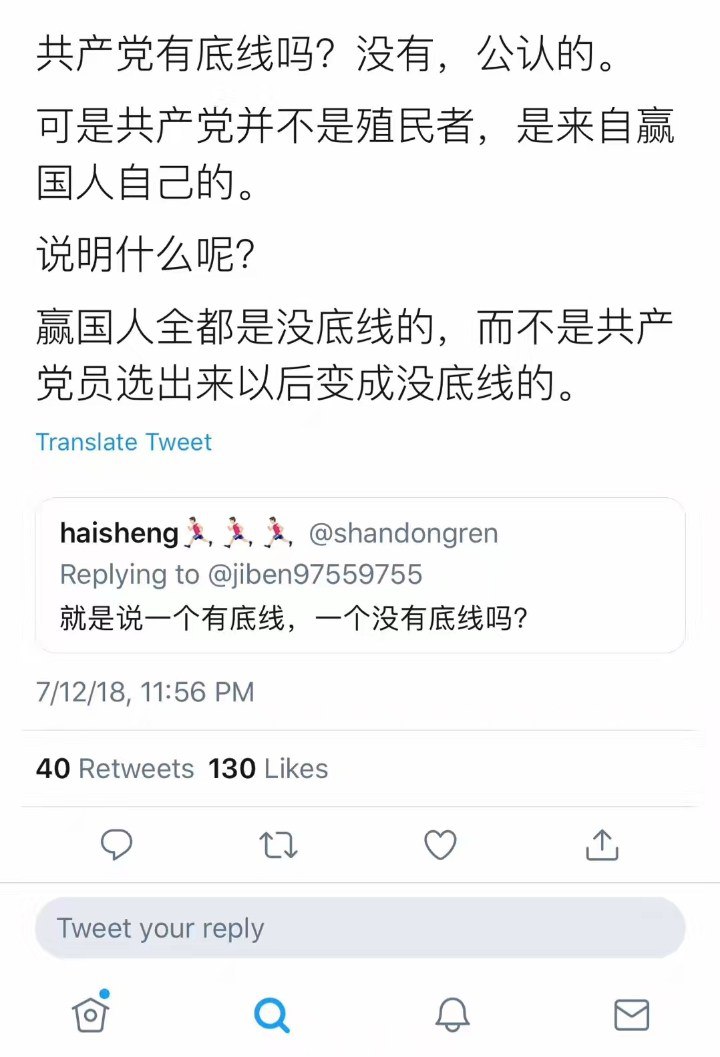 共产党有底线吗？没有，公认的。
可是共产党并不是殖民者，是来自赢
国人自己的。
说明什么呢？
赢国人全都是没底线的，而不是共产
党员选出来以后变成没底线的。
Translate Tweet
haisheng🏃🏻🏃🏻🏃🏻 @shandongren
Replying to @jiben97559755
就是说一个有底线，一个没有底线吗？
7/12/18, 11:56 PM
40 Retweets 130 Likes
Tweet your reply